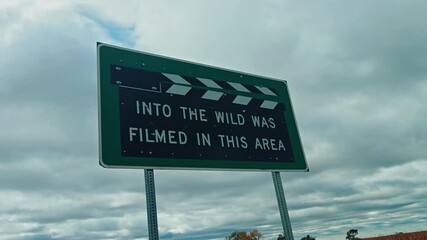 INTO THE WILD WAS
FILMED IN THIS AREA